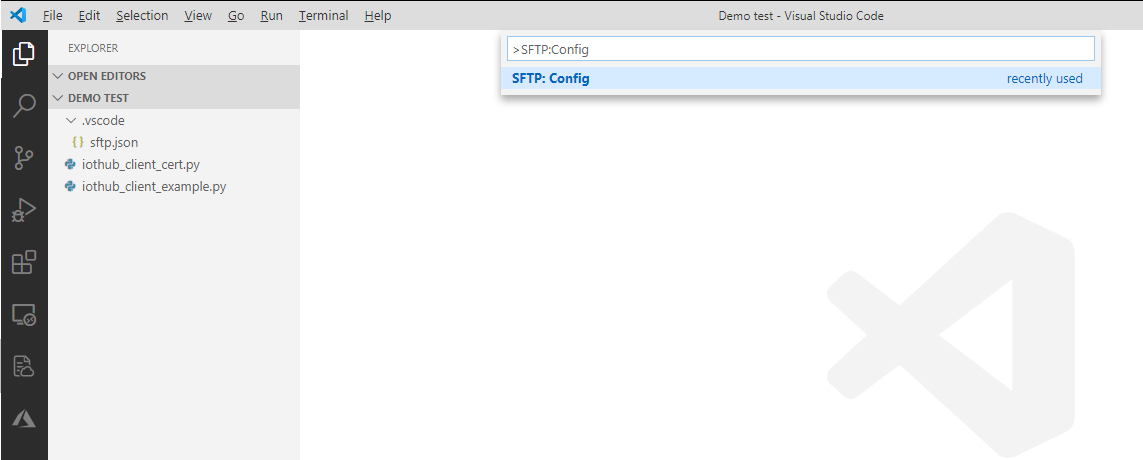 File Edit Selection View Go Run Terminal Help Demo test - Visual Studio Code
EXPLORER
>SFTP:Config
OPEN EDITORS
SFTP: Config recently used
DEMO TEST
.vscode
{} sftp.json
iothub_client_cert.py
iothub_client_example.py